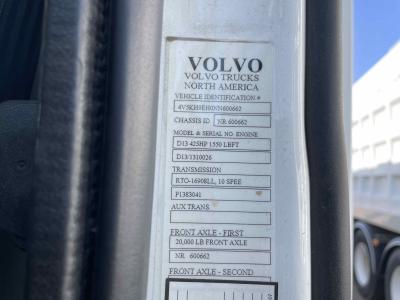 VOLVO
VOLVO TRUCKS
NORTH AMERICA
VEHICLE IDENTIFICATION #
CHASSIS ID NR 600662
MODEL & SERIAL NO. ENGINE
D13 425HP 1550 LBFT
D13/1310026
TRANSMISSION
RTO-16908LL, 10 SPEE
P1383041
AUX TRANS.
FRONT AXLE - FIRST
20,000 LB FRONT AXLE
NR 600662
FRONT AXLE - SECOND